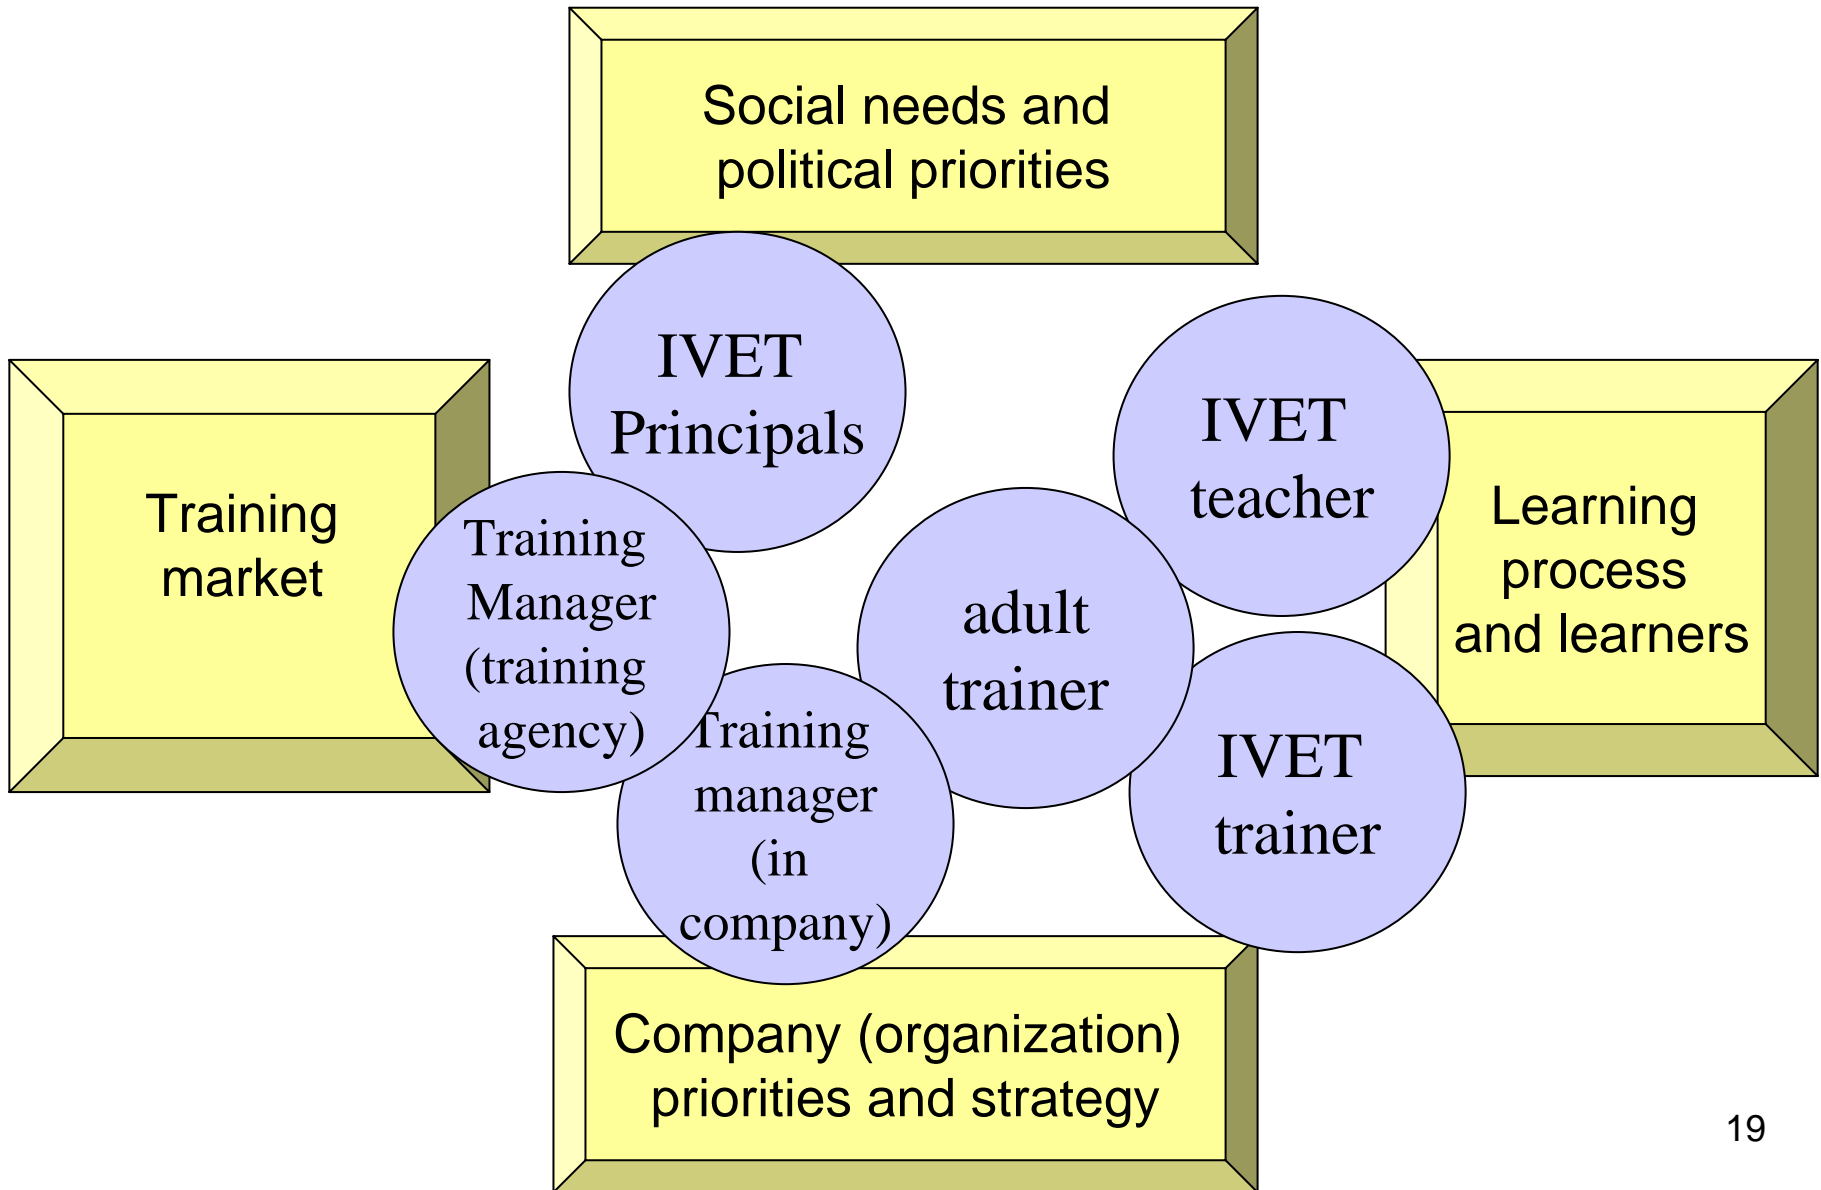 Social needs and
political priorities
IVET
Principals
IVET
teacher
Training
market
Training
Manager
(training
agency)
adult
trainer
Learning
process
and learners
Training
manager
(in
company)
IVET
trainer
Company (organization)
priorities and strategy
19